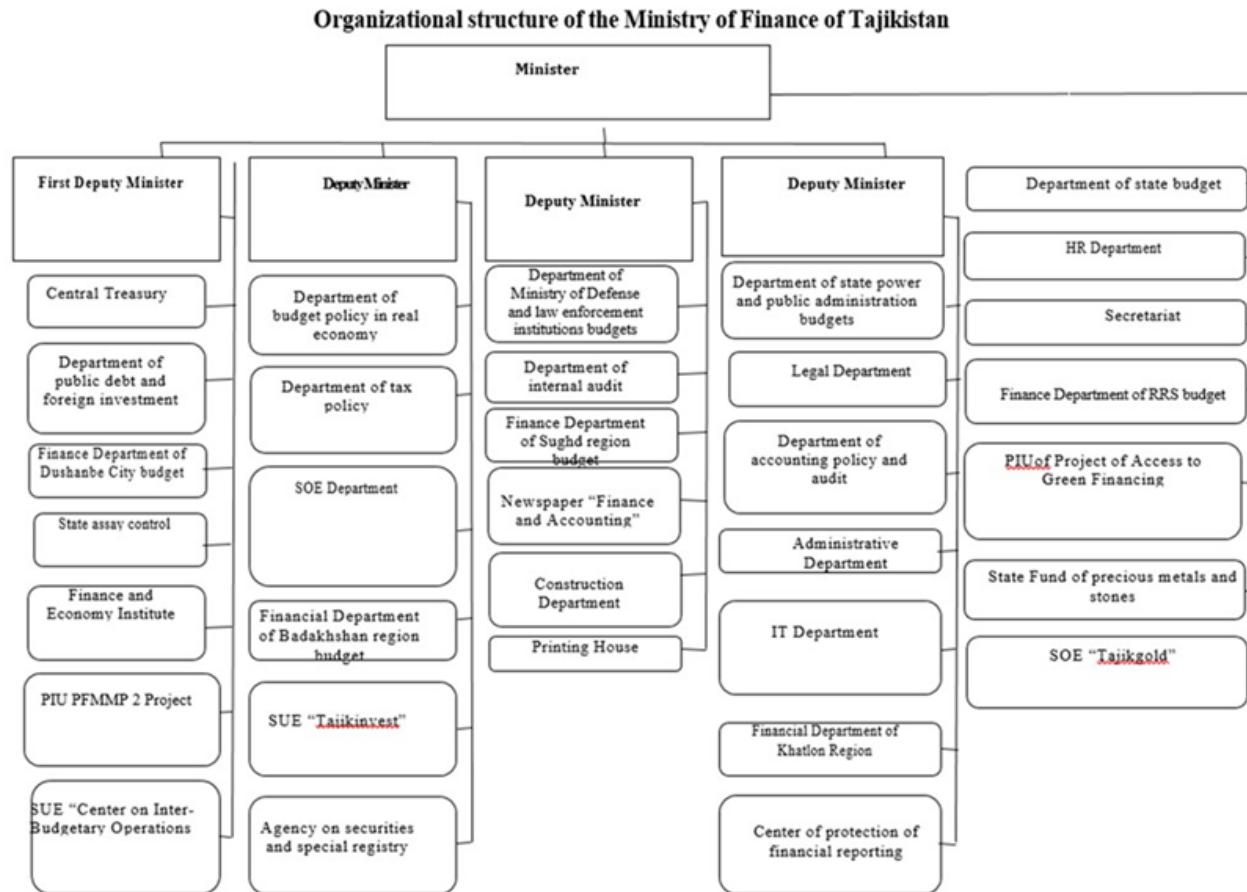 Organizational structure of the Ministry of Finance of Tajikistan
Minister
First Deputy Minister
Central Treasury
Department of
public debt and
foreign investment
Finance Department of
Dushanbe City budget
State assay control
Finance and
Economy Institute
PIU PFMMP 2 Project
SUE “Center on Inter-
Budgetary Operations
Deputy Minister
Department of
budget policy in real
economy
Department of tax
policy
SOE Department
Financial Department
of Badakhshan region
budget
SUE “Tajikinvest”
Agency on securities
and special registry
Deputy Minister
Department of
Ministry of Defense
and law enforcement
institutions budgets
Department of
internal audit
Finance Department
of Sughd region
budget
Newspaper “Finance
and Accounting”
Construction
Department
Printing House
Deputy Minister
Department of state power
and public administration
budgets
Legal Department
Department of
accounting policy and
audit
Administrative
Department
IT Department
Financial Department of
Khatlon Region
Center of protection of
financial reporting
Department of state budget
HR Department
Secretariat
Finance Department of RRS budget
PIUof Project of Access to
Green Financing
State Fund of precious metals and
stones
SOE “Tajikgold”